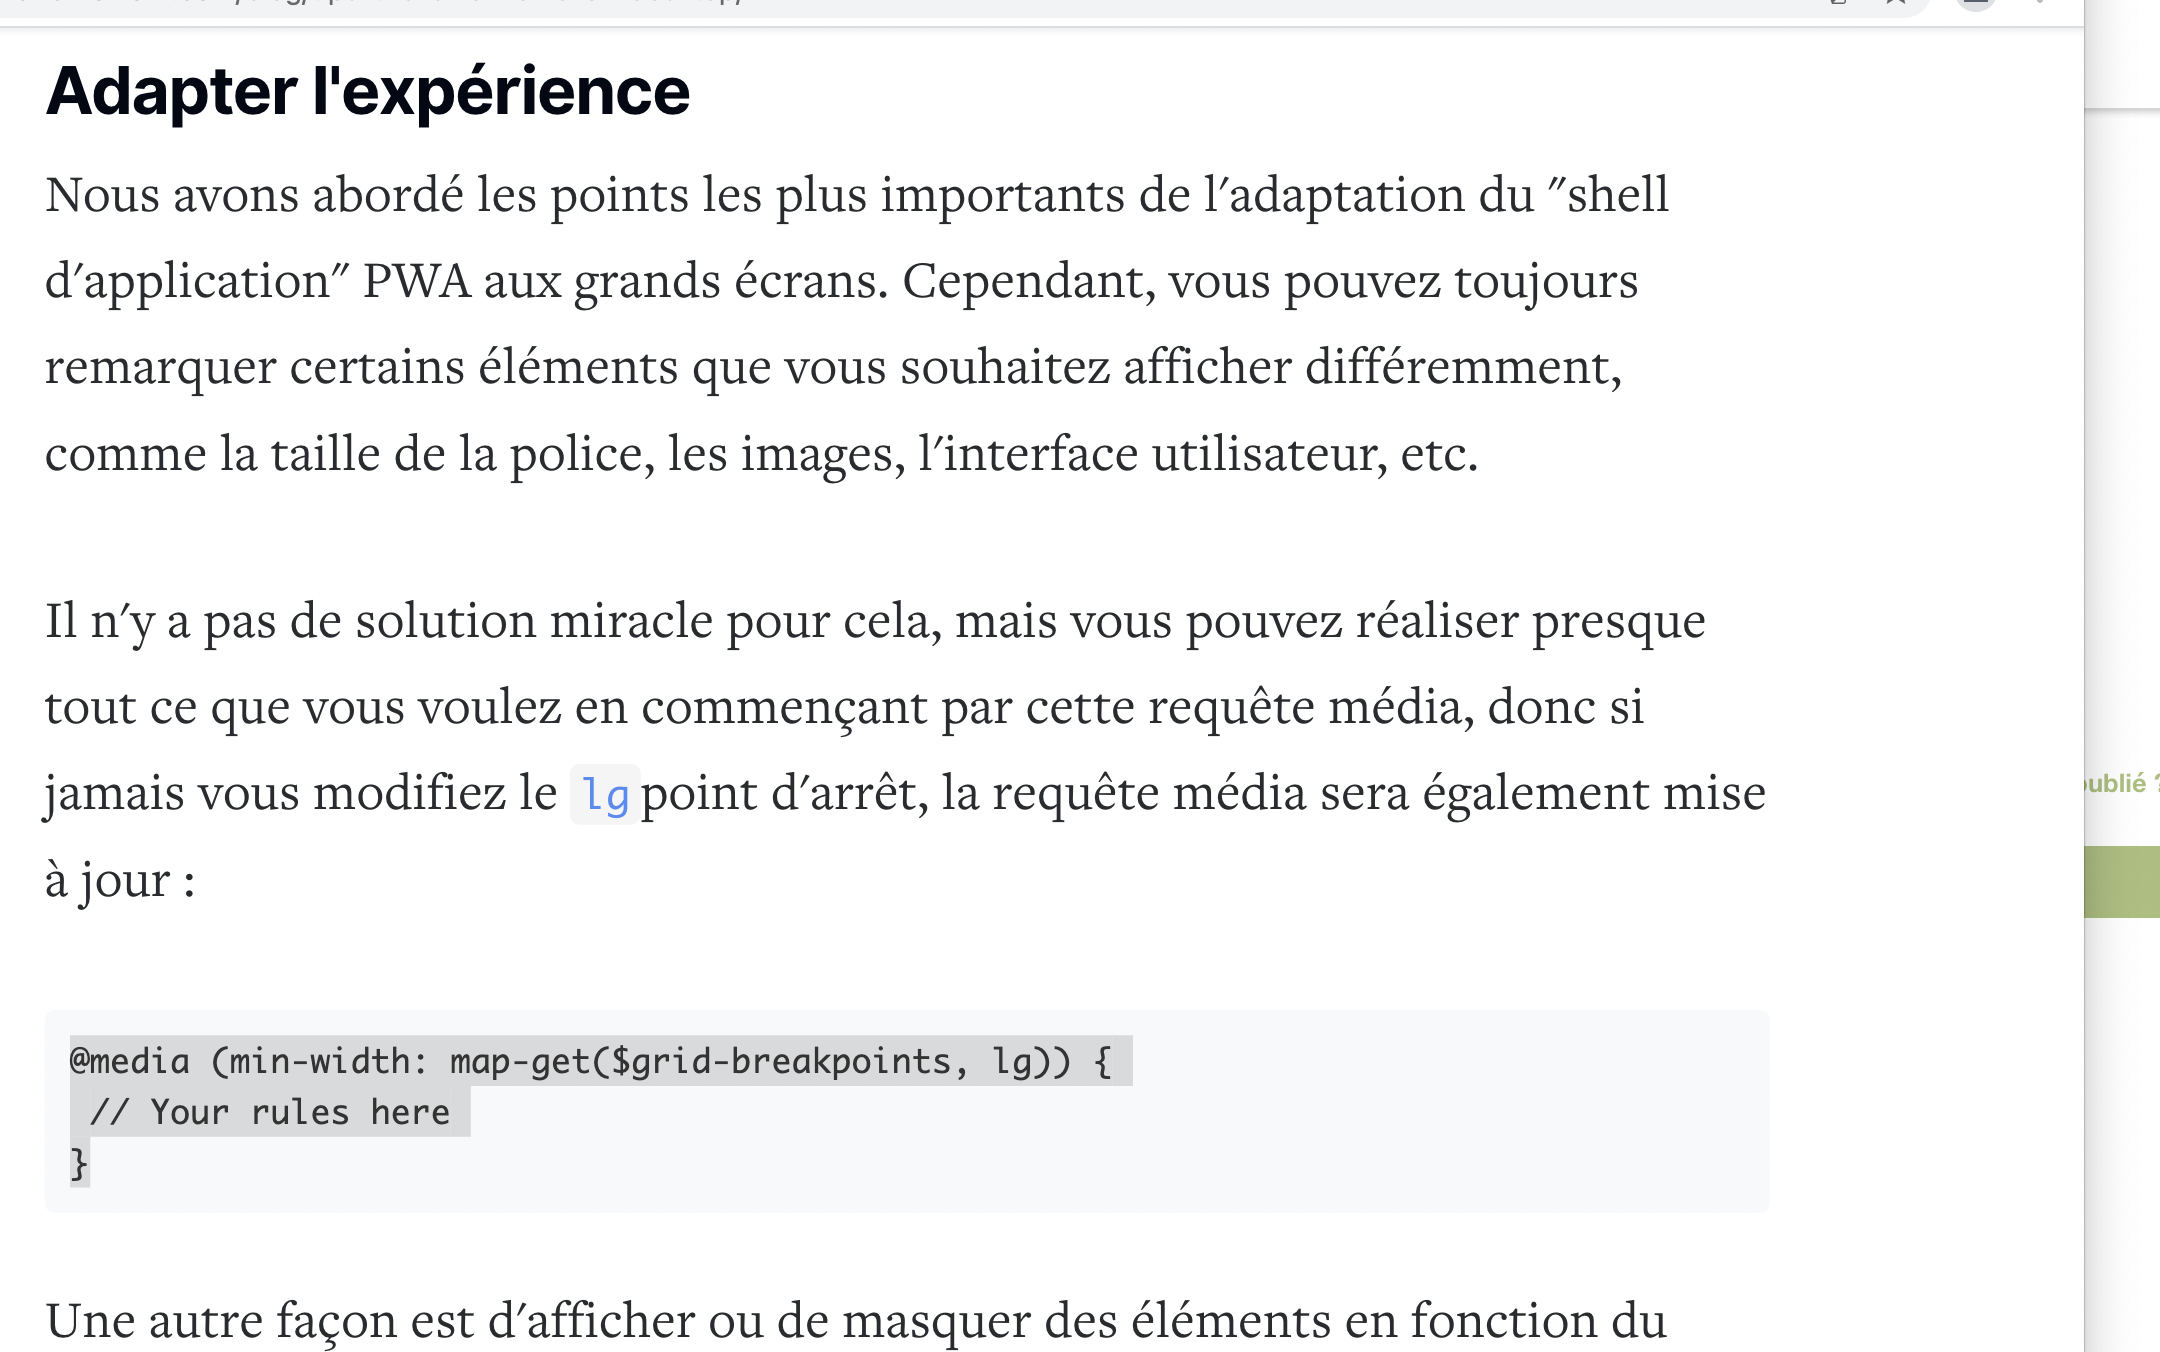 Adapter l'expérience
Nous avons abordé les points les plus importants de l'adaptation du "shell
d'application" PWA aux grands écrans. Cependant, vous pouvez toujours
remarquer certains éléments que vous souhaitez afficher différemment,
comme la taille de la police, les images, l'interface utilisateur, etc.
Il n'y a pas de solution miracle pour cela, mais vous pouvez réaliser presque
tout ce que vous voulez en commençant par cette requête média, donc si
jamais vous modifiez le lg point d'arrêt, la requête média sera également mise
à jour :
@media (min-width: map-get($grid-breakpoints, lg)) {
// Your rules here
}
Une autre façon est d'afficher ou de masquer des éléments en fonction du